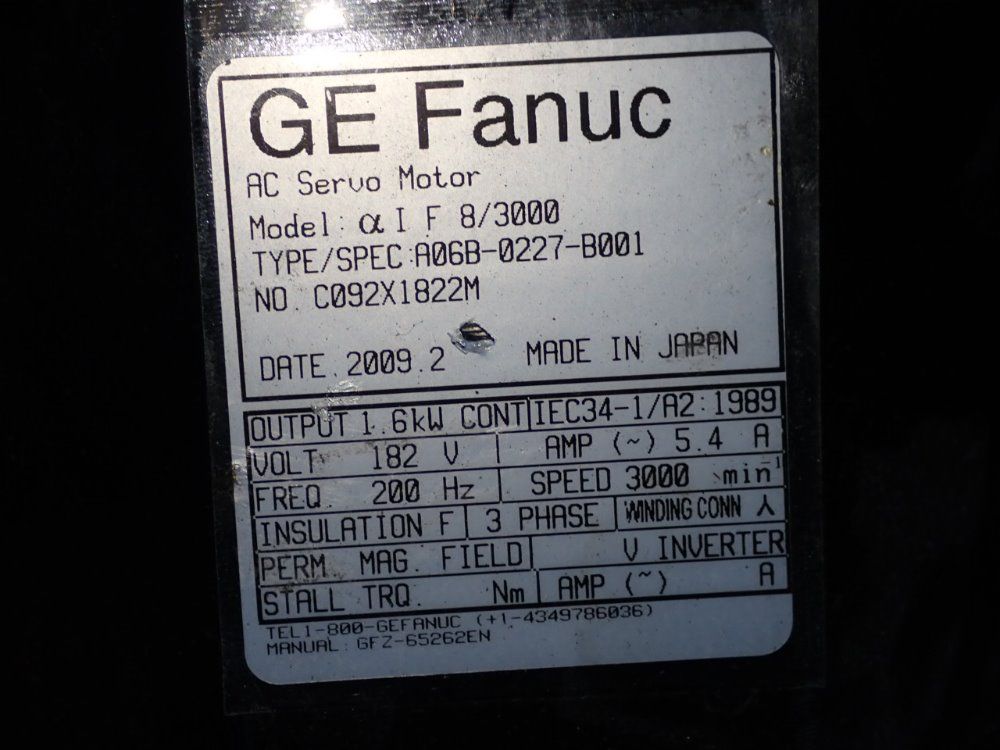 GE Fanuc
AC Servo Motor
Model: α I F 8/3000
TYPE/SPEC:A06B-0227-B001
NO. C092X1822M
DATE. 2009.2 MADE IN JAPAN
OUTPUT 1.6kW CONT IEC34-1/A2:1989
VOLT 182 V AMP (~) 5.4 A
FREQ. 200 Hz SPEED 3000 min⁻¹
INSULATION F 3 PHASE WINDING CONN 人
PERM. MAG. FIELD V INVERTER
STALL TRQ. Nm AMP (~) A
TEL1-800-GEFANUC (+1-4349786036)
MANUAL: GFZ-65262EN